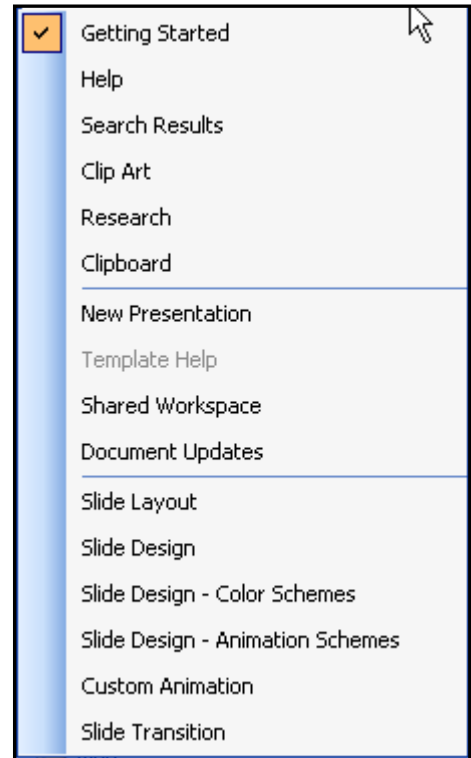 Getting Started
Help
Search Results
Clip Art
Research
Clipboard
New Presentation
Template Help
Shared Workspace
Document Updates
Slide Layout
Slide Design
Slide Design - Color Schemes
Slide Design - Animation Schemes
Custom Animation
Slide Transition